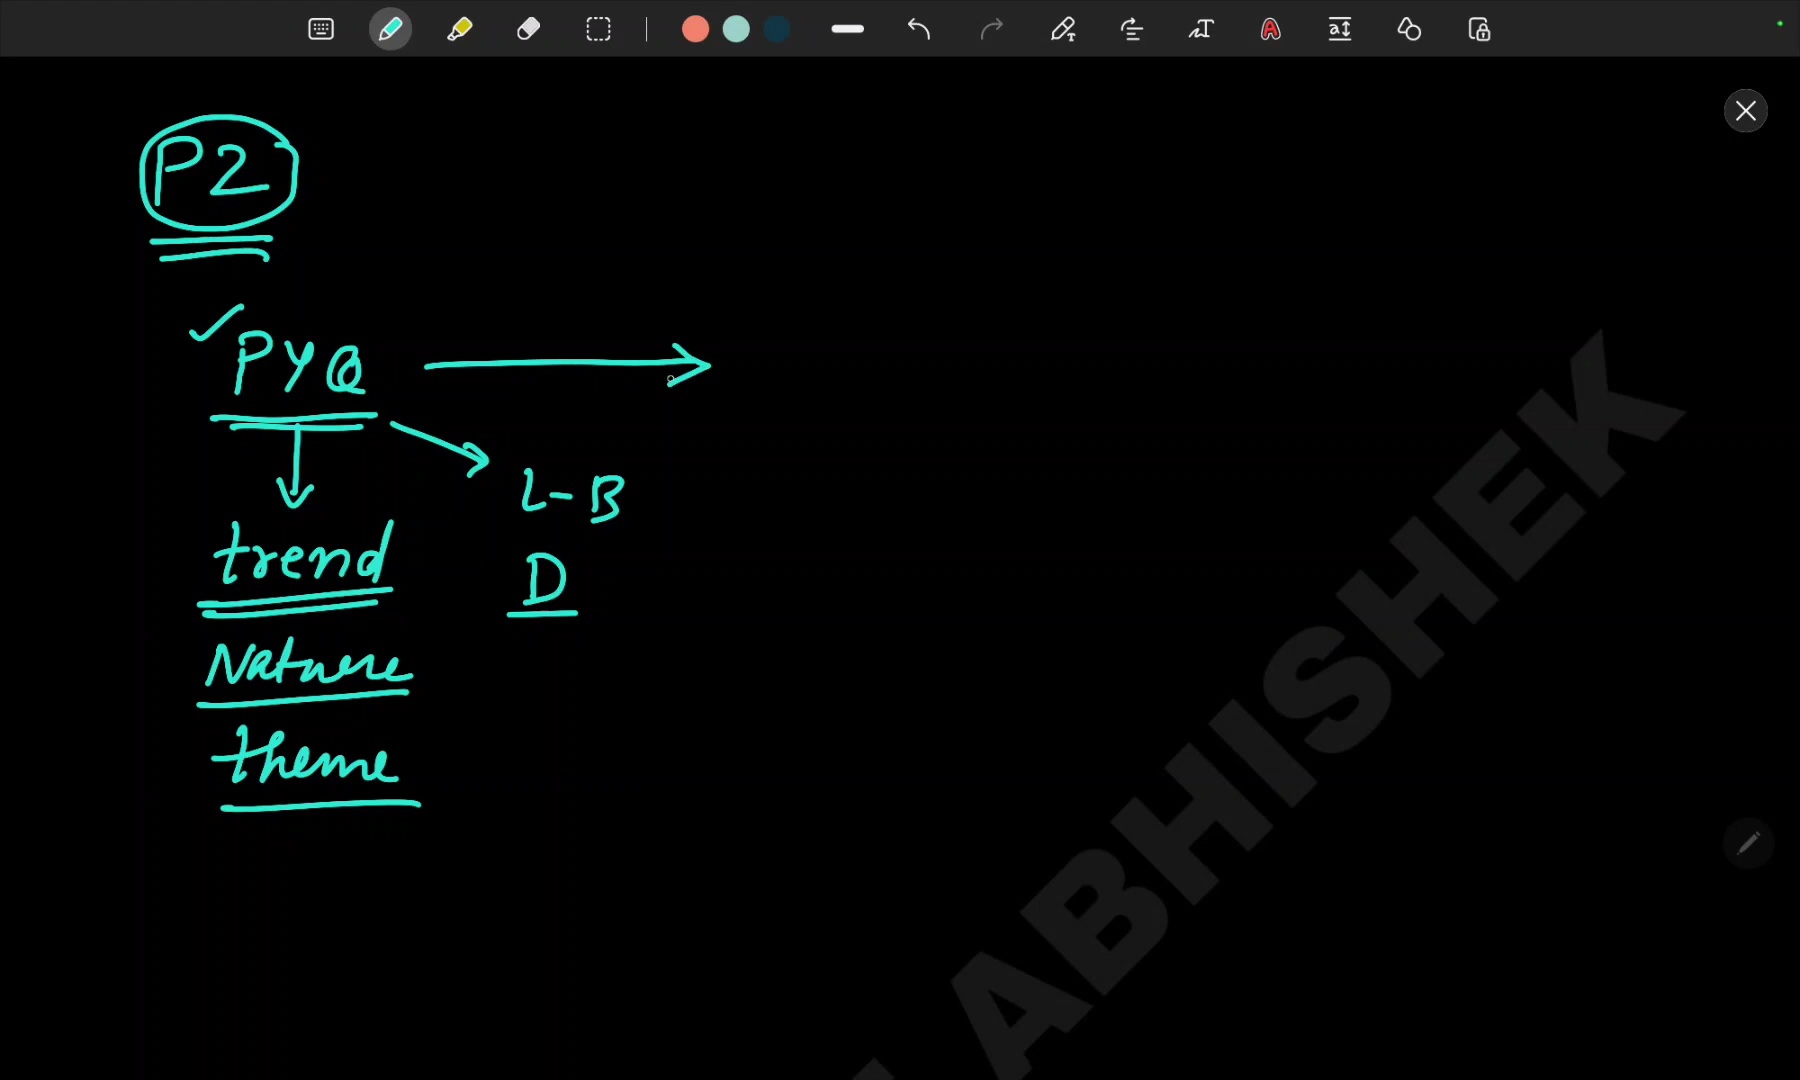 P2
✓PYQ
L-B
trend
D
Nature
theme
ABHISHEK